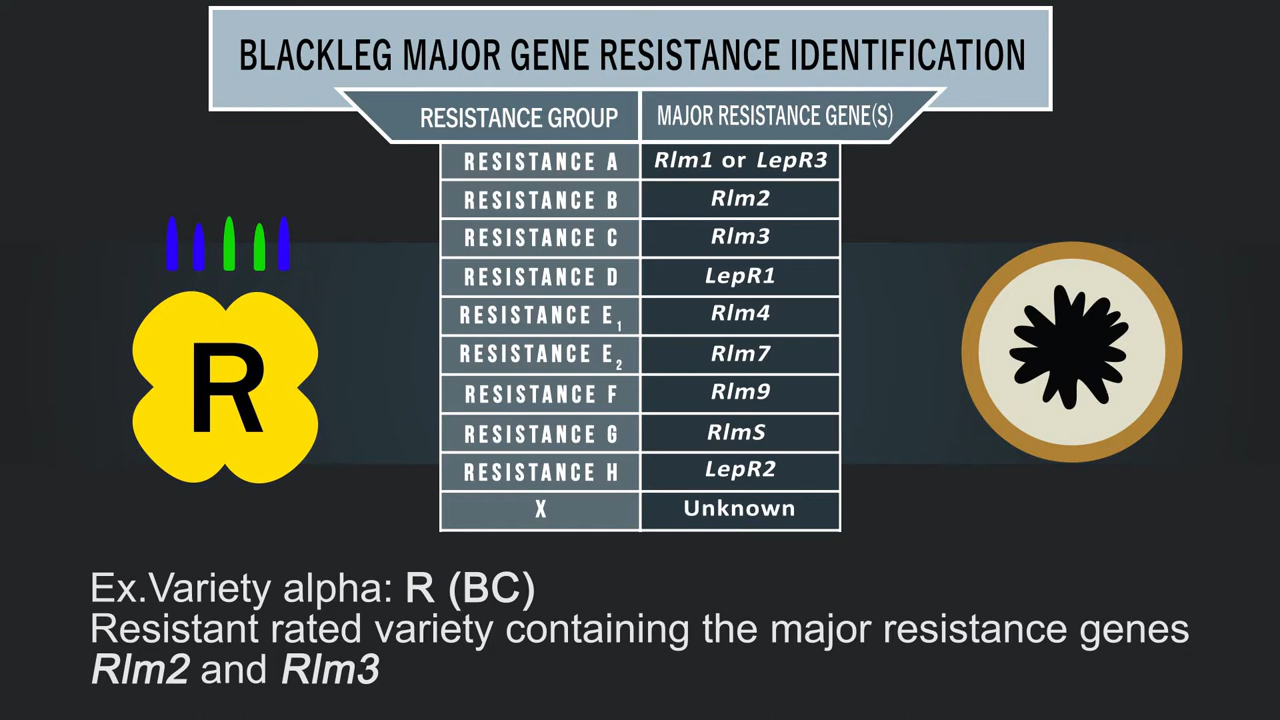 BLACKLEG MAJOR GENE RESISTANCE IDENTIFICATION
RESISTANCE GROUP MAJOR RESISTANCE GENE(S)
RESISTANCE A Rlm1 or LepR3
RESISTANCE B Rlm2
RESISTANCE C Rlm3
RESISTANCE D LepR1
RESISTANCE E1 Rlm4
RESISTANCE E2 Rlm7
RESISTANCE F Rlm9
RESISTANCE G RlmS
RESISTANCE H LepR2
X Unknown
R
Ex.Variety alpha: R (BC)
Resistant rated variety containing the major resistance genes
Rlm2 and Rlm3